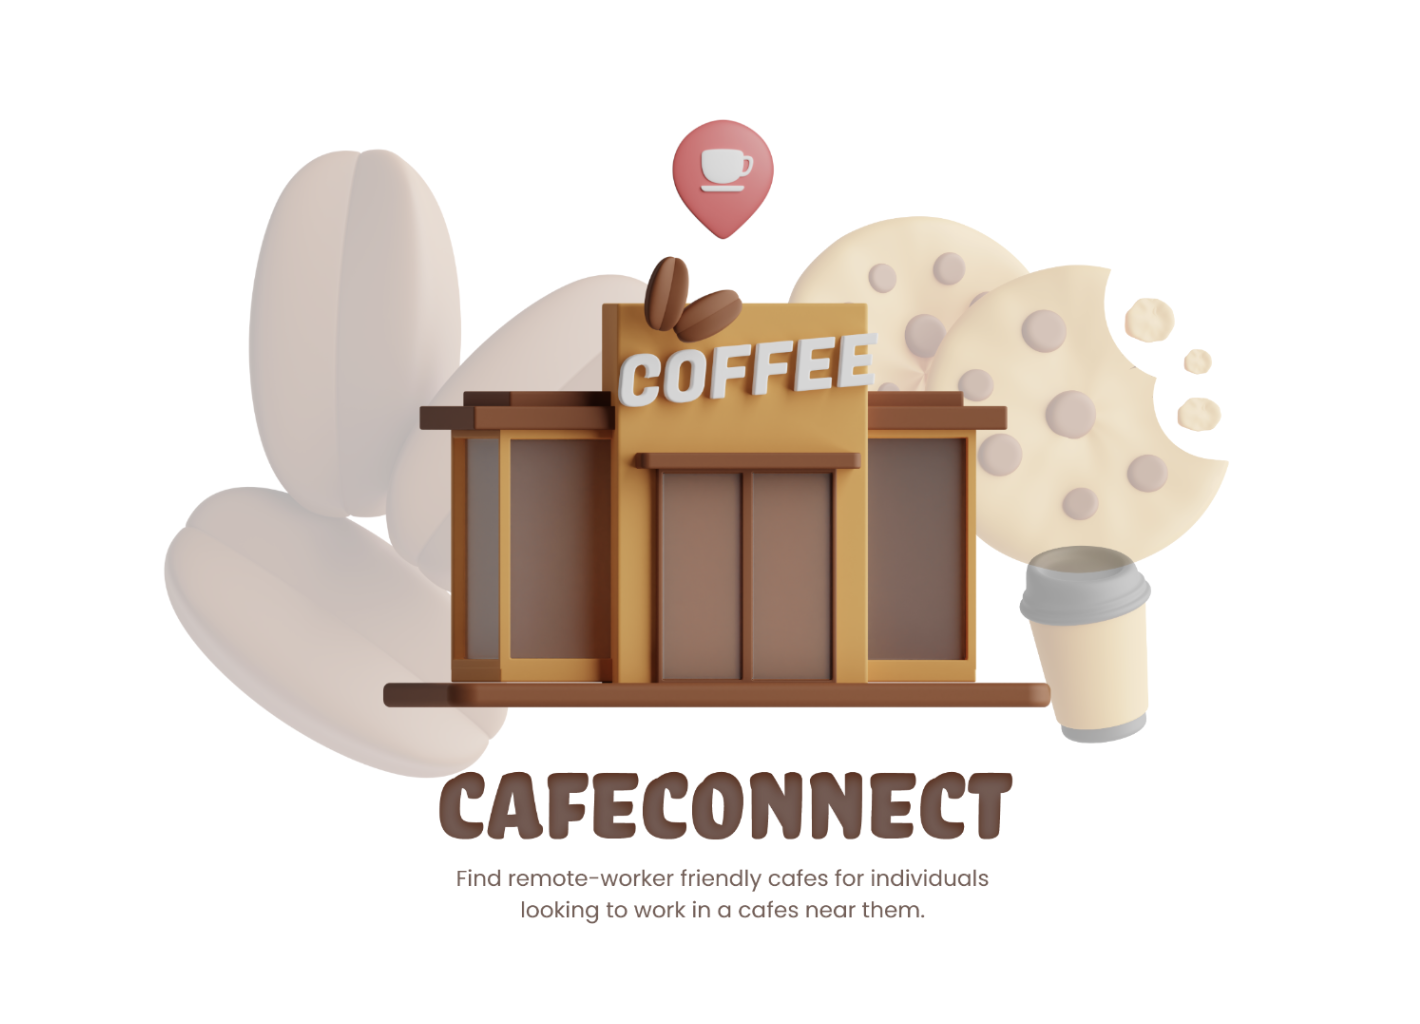 COFFEE
CAFECONNECT
Find remote-worker friendly cafes for individuals
looking to work in a cafes near them.